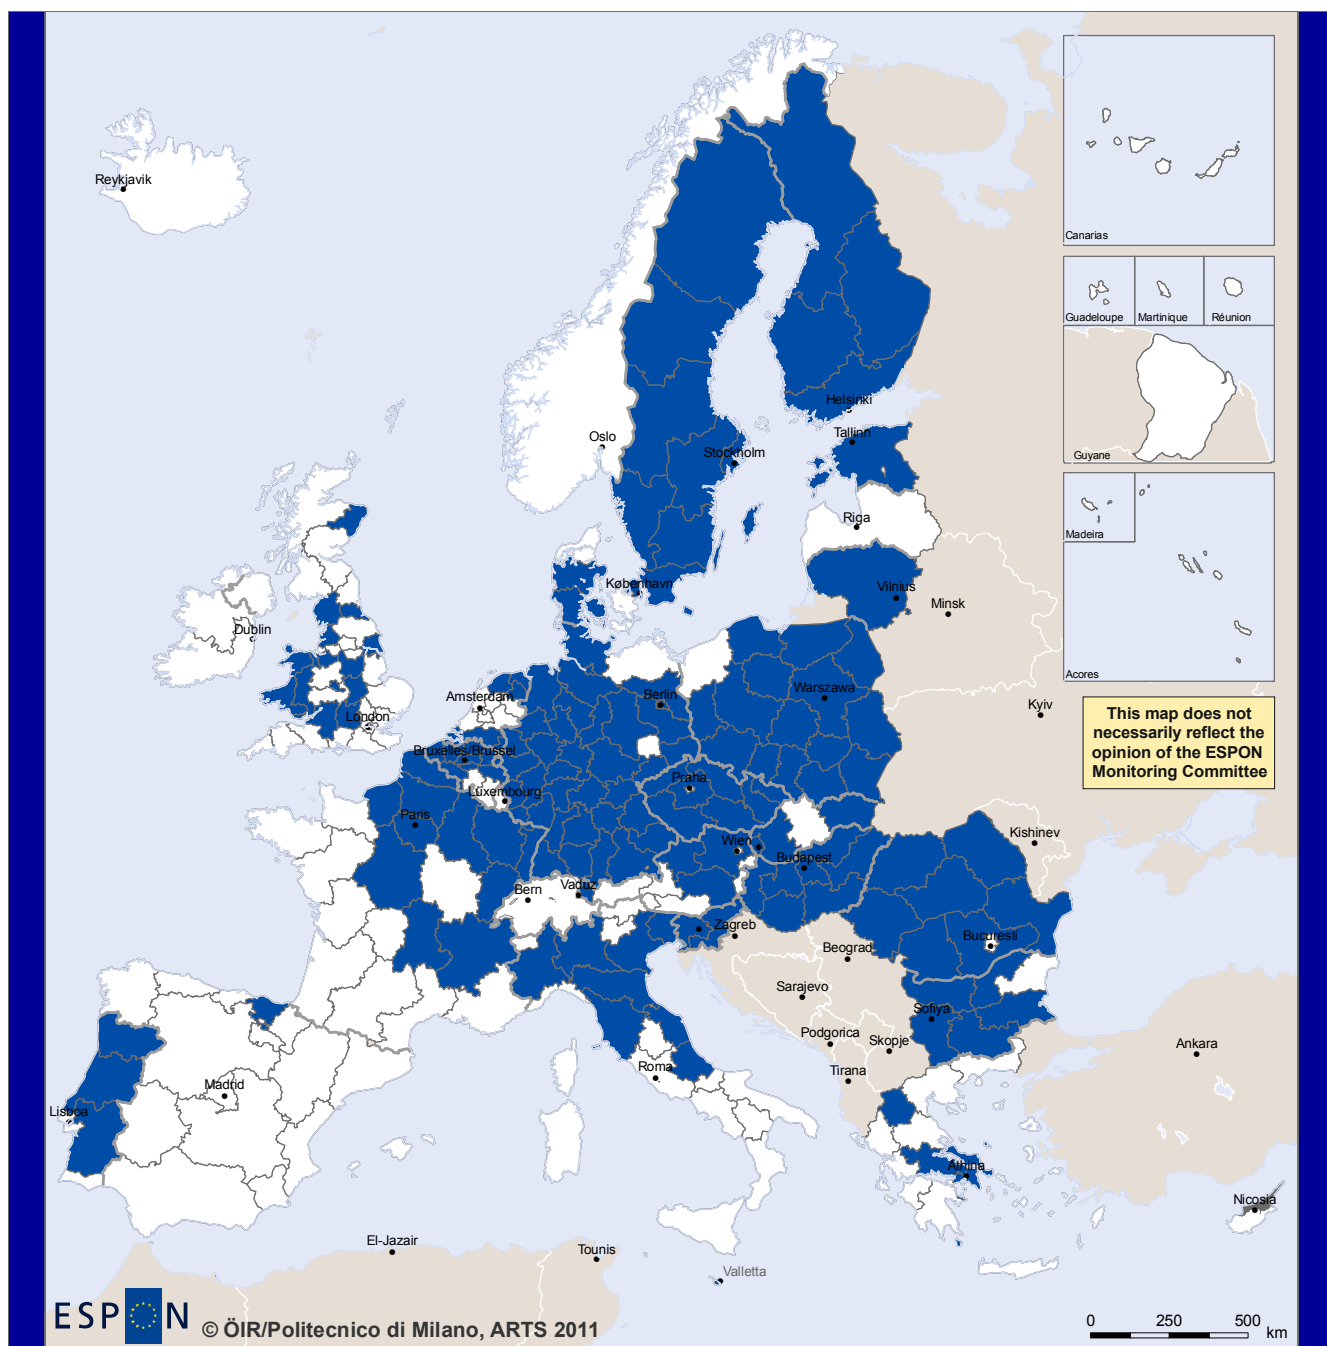 Reykjavik
Canarias
Guadeloupe
Martinique
Réunion
Helsinki
Tallinn
Oslo
Stockholm
Guyane
Riga
Madeira
København
Vilnius
Minsk
Dublin
Acores
Amsterdam
Berlin
Warszawa
Kyiv
London
This map does not
necessarily reflect the
opinion of the ESPON
Monitoring Committee
Bruxelles/Brussel
Praha
Luxembourg
Paris
Kishinev
Wien
Budapest
Bern
Vaduz
Zagreb
Bucuresti
Beograd
Sarajevo
Sofiya
Podgorica
Skopje
Ankara
Roma
Tirana
Madrid
Lisboa
Athina
Nicosia
El-Jazair
Tounis
Valletta
ESPON
© ÖIR/Politecnico di Milano, ARTS 2011
0 250 500
km